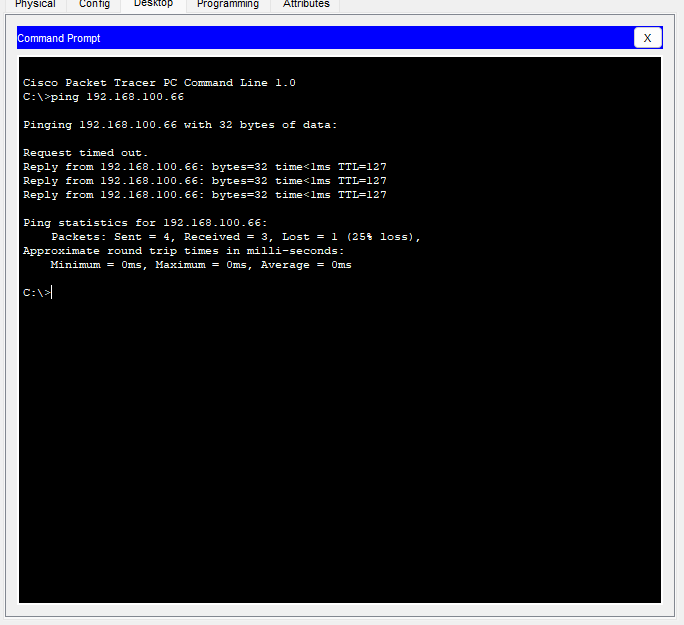 Physical Config Desktop Programming Attributes
Command Prompt X
Cisco Packet Tracer PC Command Line 1.0
C:\>ping 192.168.100.66
Pinging 192.168.100.66 with 32 bytes of data:
Request timed out.
Reply from 192.168.100.66: bytes=32 time<1ms TTL=127
Reply from 192.168.100.66: bytes=32 time<1ms TTL=127
Reply from 192.168.100.66: bytes=32 time<1ms TTL=127
Ping statistics for 192.168.100.66:
Packets: Sent = 4, Received = 3, Lost = 1 (25% loss),
Approximate round trip times in milli-seconds:
Minimum = 0ms, Maximum = 0ms, Average = 0ms
C:\>